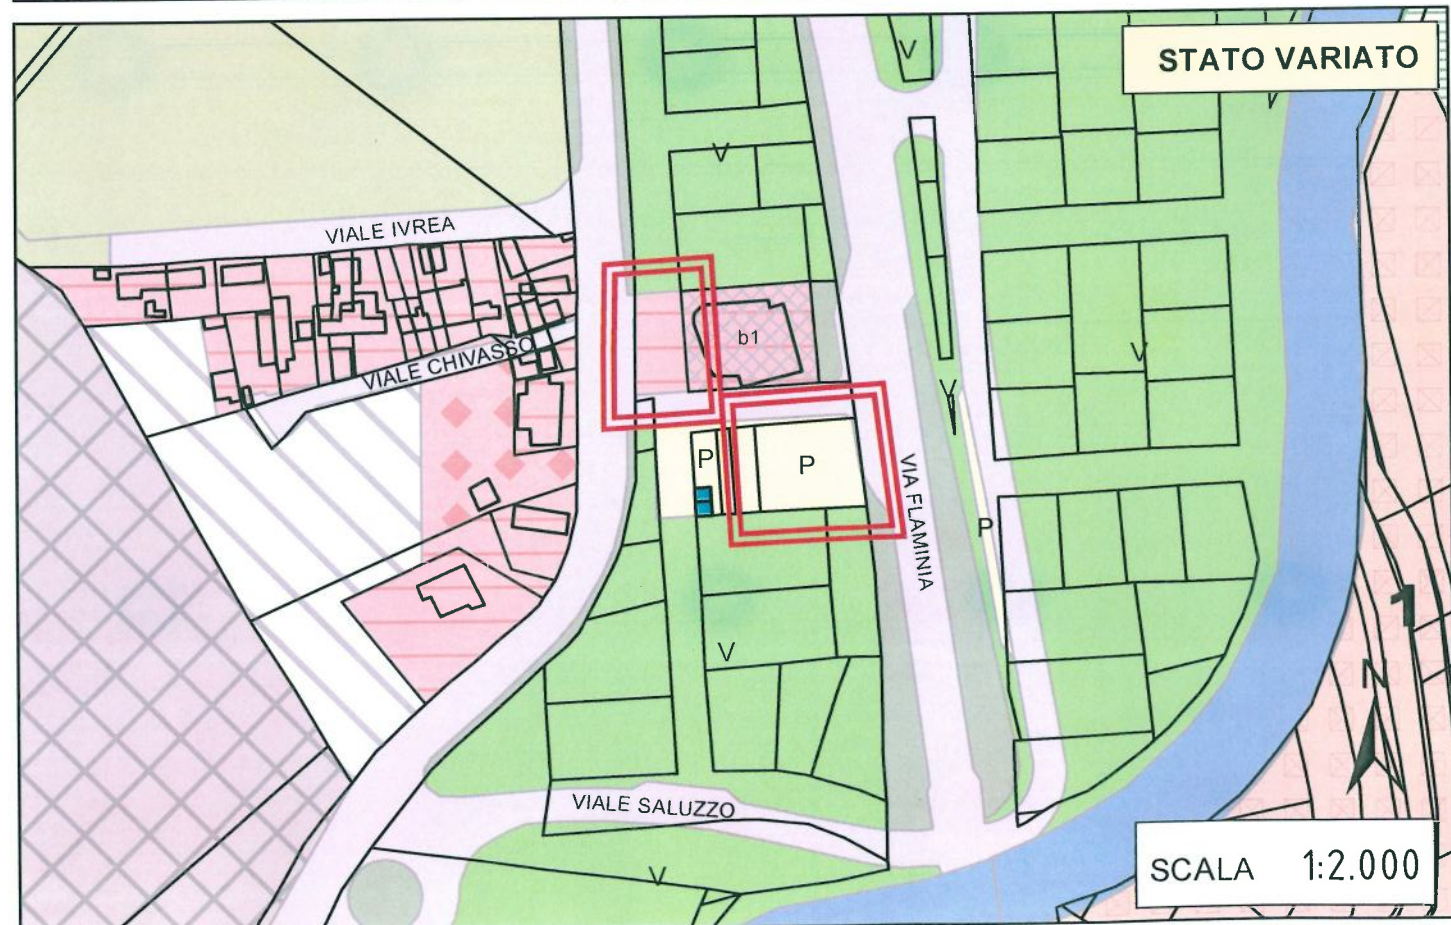 STATO VARIATO
V
V
V
VIALE IVREA
b1
V
VIALE CHIVASSO
V
P
P
VIA FLAMINIA
P
V
N
VIALE SALUZZO
V
SCALA 1:2.000